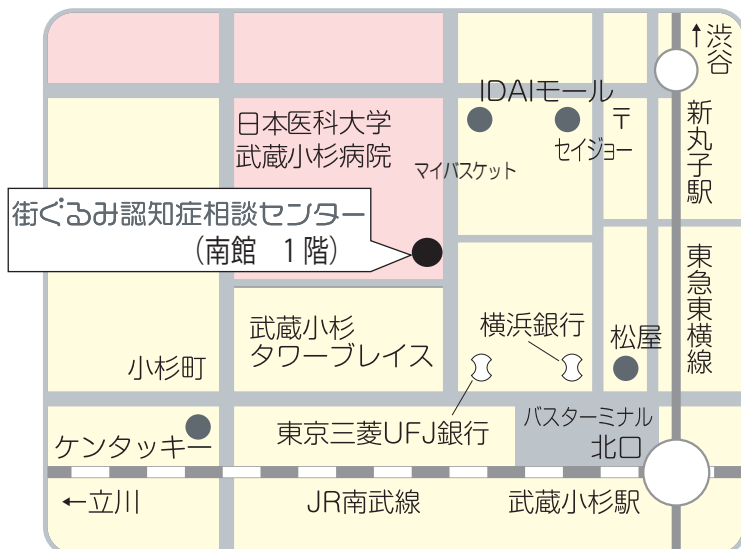 ↑渋谷
IDAIモール
日本医科大学
武蔵小杉病院
〒
セイジョー
マイバスケット
新丸子駅
街ぐるみ認知症相談センター
(南館 1階)
東急東横線
武蔵小杉
タワープレイス
横浜銀行
松屋
小杉町
バスターミナル
北口
東京三菱UFJ銀行
ケンタッキー
←立川
JR南武線
武蔵小杉駅